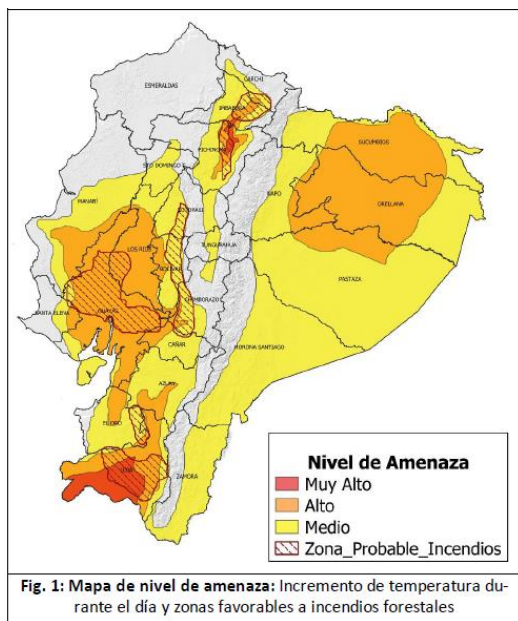 ESMERALDAS
CARCHI
IMBABURA
SUCUMBIOS
PICHINCHA
STO DOMINGO
NAPO
ORELLANA
MANABI
COTOPAXI
LOS RIOS
TUNGURAHUA
BOLIVAR
PASTAZA
CHIMBORAZO
GUAYAS
SANTA ELENA
MORONA SANTIAGO
CAÑAR
AZUAY
EL ORO
LOJA
ZAMORA
Nivel de Amenaza
Muy Alto
Alto
Medio
Zona_Probable_Incendios
Fig. 1: Mapa de nivel de amenaza: Incremento de temperatura du-
rante el día y zonas favorables a incendios forestales